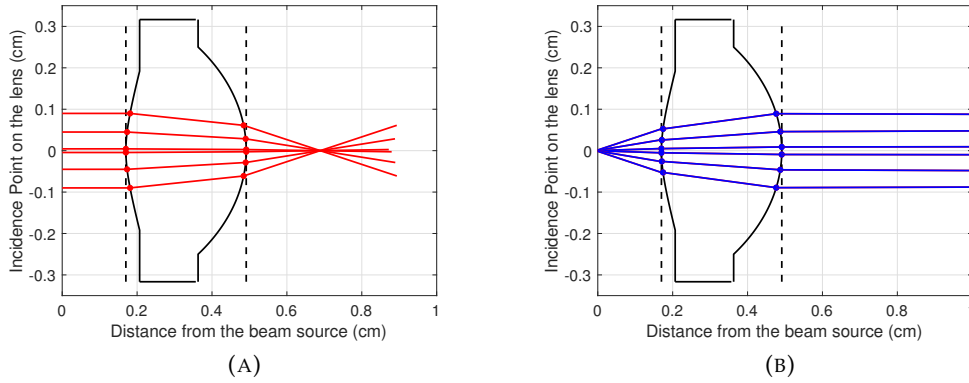 Incidence Point on the lens (cm)
0.3
0.2
0.1
0
-0.1
-0.2
-0.3
0 0.2 0.4 0.6 0.8 1
Distance from the beam source (cm)
(A)
Incidence Point on the lens (cm)
0.3
0.2
0.1
0
-0.1
-0.2
-0.3
0 0.2 0.4 0.6 0.8 1
Distance from the beam source (cm)
(B)